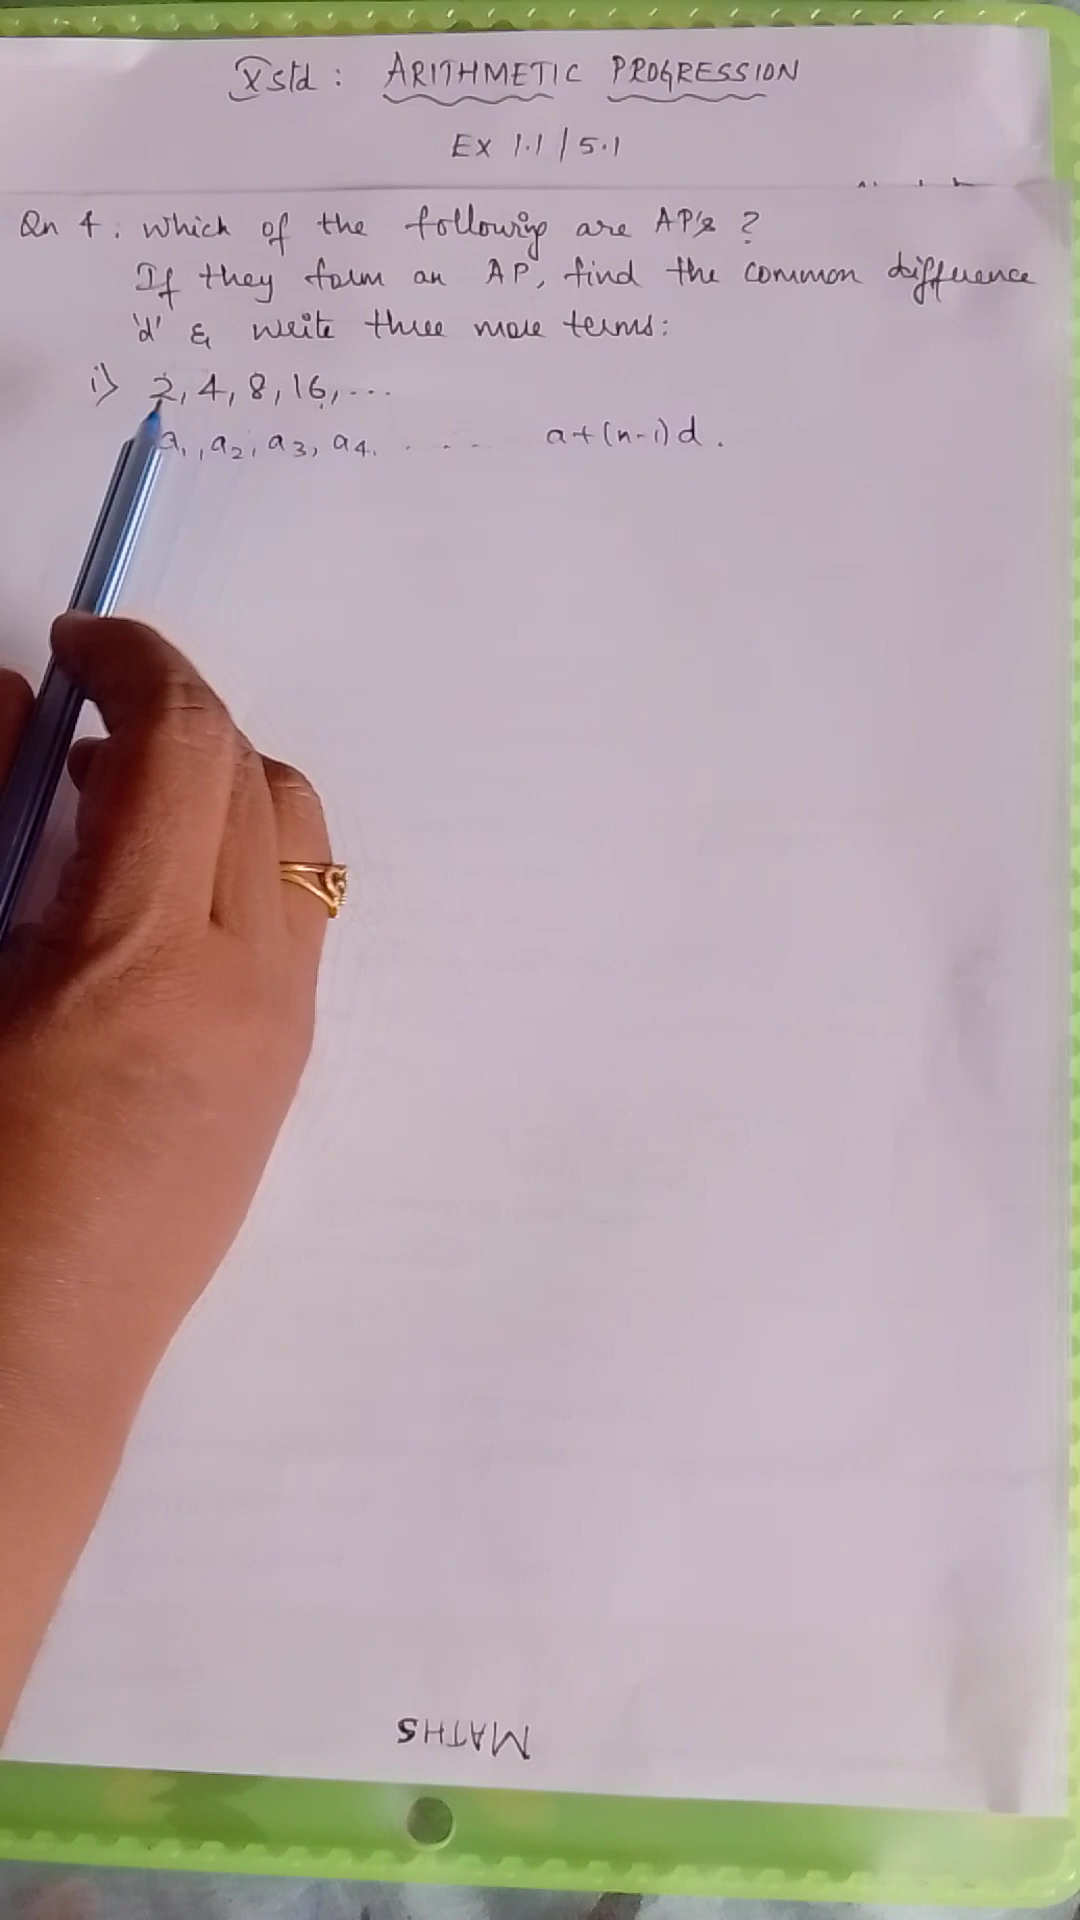 X std : ARITHMETIC PROGRESSION
Ex 1.1 / 5.1
Qn 4. Which of the following are AP's ?
If they form an AP, find the common difference
'd' & write three more terms:
i) 2, 4, 8, 16, ...
a₁, a₂, a₃, a₄. . . . . a+(n-1)d.
MATHS